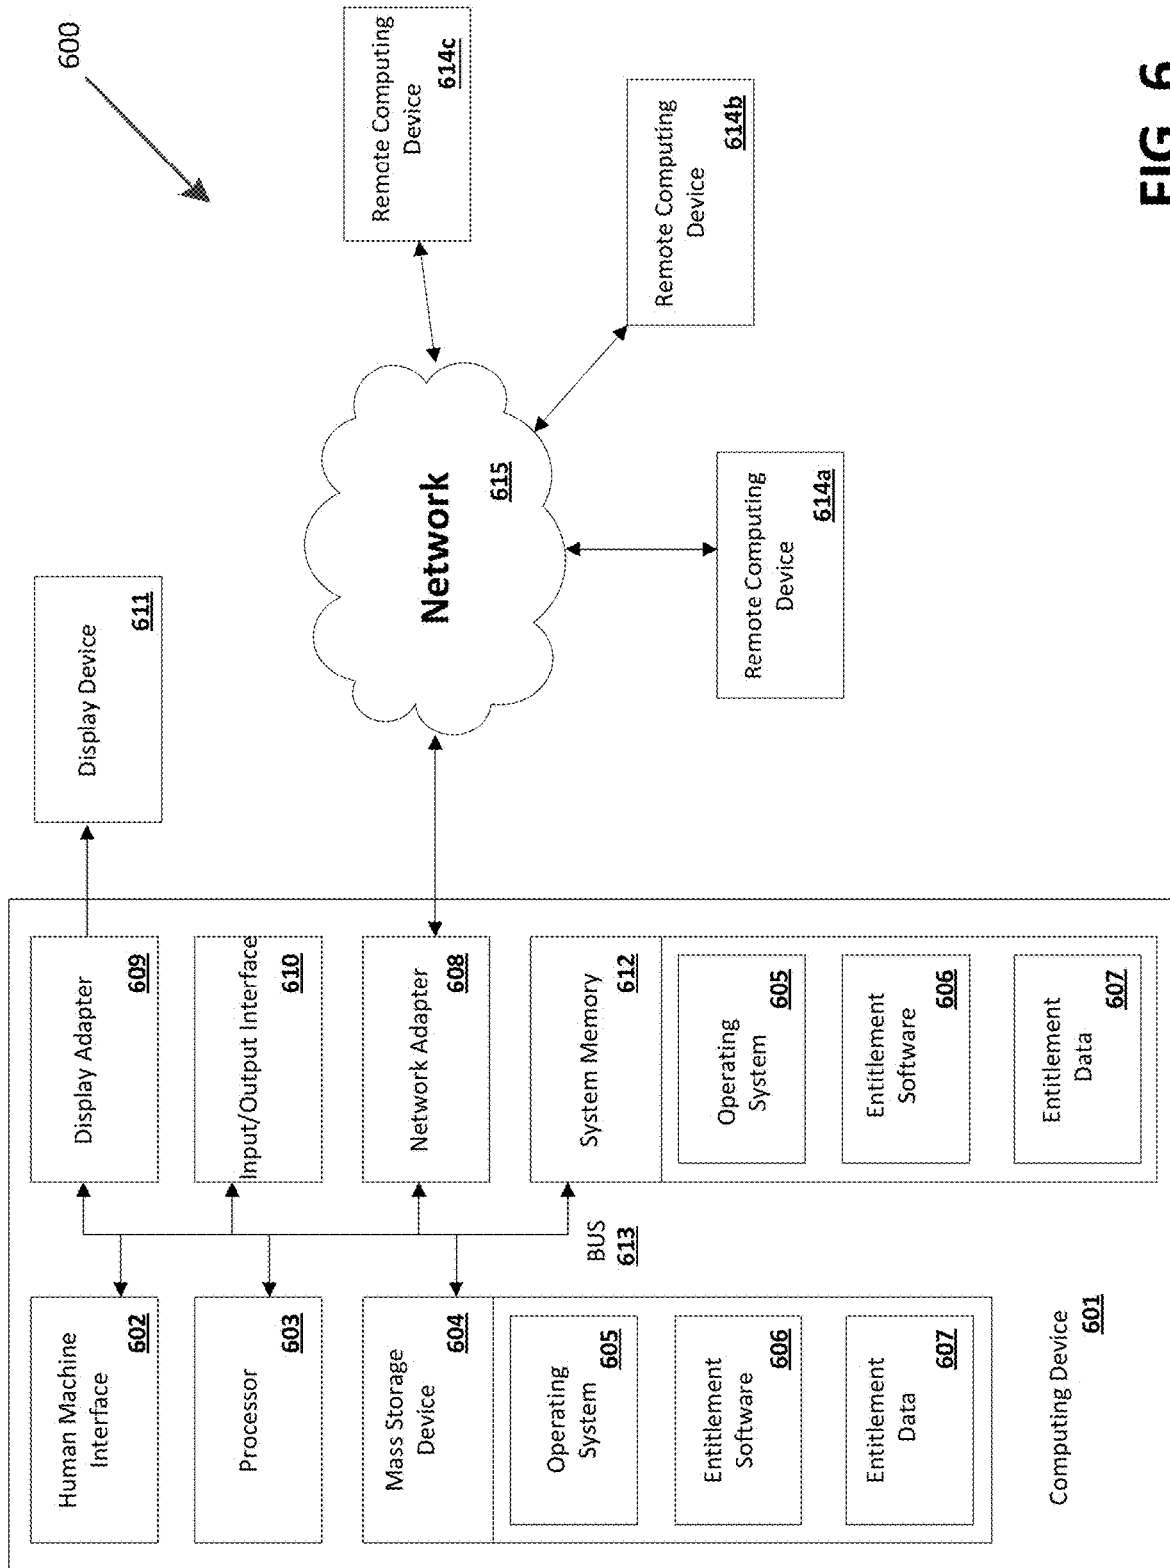 600
Human Machine
Interface
602
Processor
603
Mass Storage
Device
604
Operating
System
605
Entitlement
Software
606
Entitlement
Data
607
Computing Device
601
BUS
613
Display Adapter
609
Input/Output Interface
610
Network Adapter
608
System Memory
612
Operating
System
605
Entitlement
Software
606
Entitlement
Data
607
Display Device
611
Network
615
Remote Computing
Device
614a
Remote Computing
Device
614b
Remote Computing
Device
614c
FIG. 6